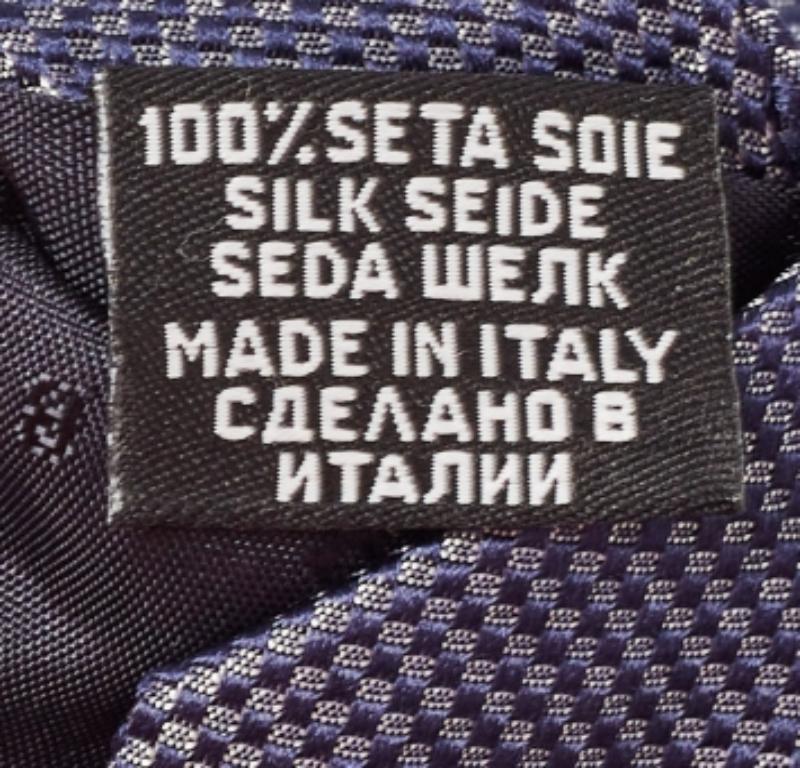 100% SETA SOIE
SILK SEIDE
SEDA ШЕЛК
MADE IN ITALY
СДЕЛАНО В
ИТАЛИИ